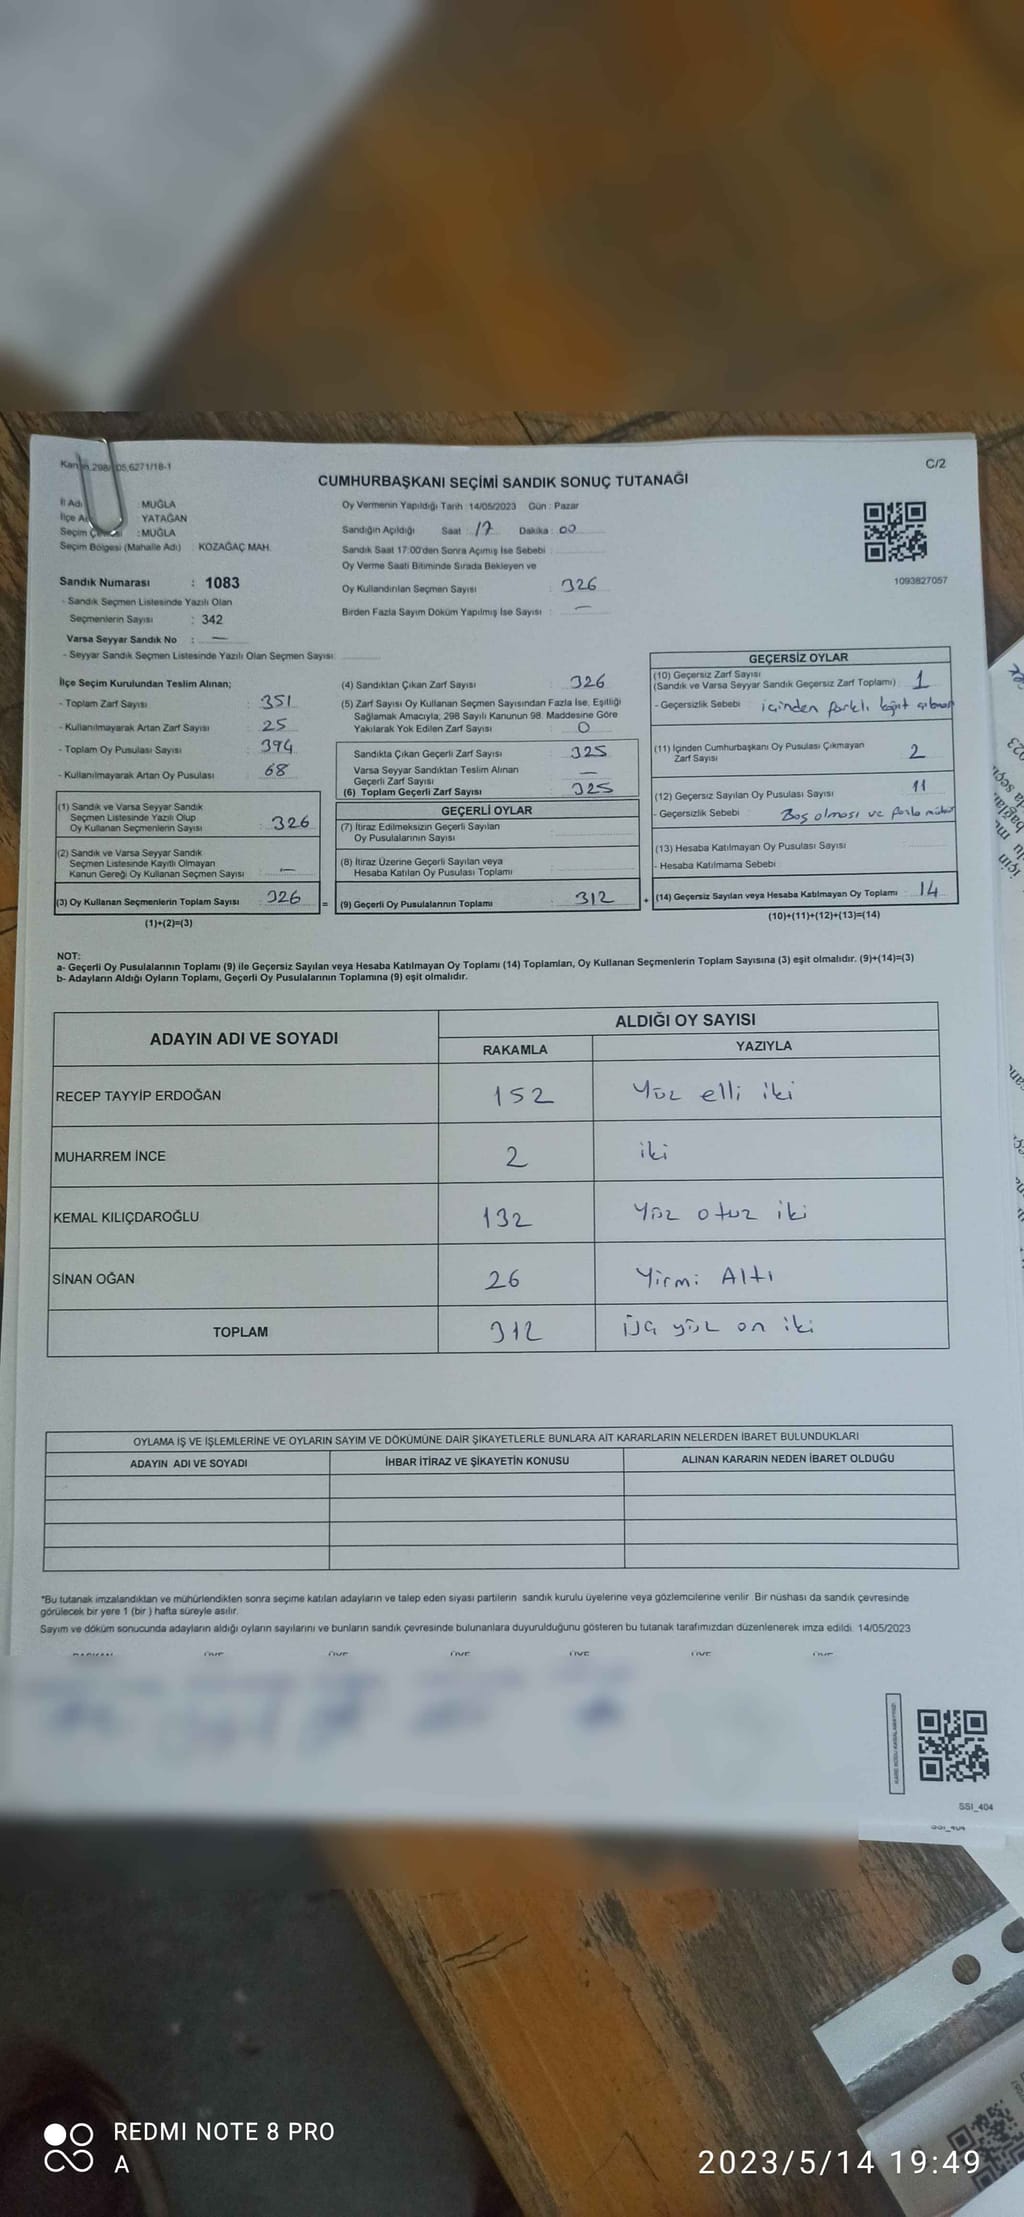 C/2
CUMHURBAŞKANI SEÇİMİ SANDIK SONUÇ TUTANAĞI
İl Adı : MUĞLA
İlçe : YATAĞAN
Seçim : MUĞLA
Seçim Bölgesi (Mahalle Adı) : KOZAĞAÇ MAH.
Oy Vermenin Yapıldığı Tarih : 14/05/2023 Gün : Pazar
Sandığın Açıldığı Saat : 17 Dakika : 00
Sandık Saat 17:00'den Sonra Açımış İse Sebebi :
Oy Verme Saati Bitiminde Sırada Bekleyen ve
Oy Kullandırılan Seçmen Sayısı : 326
Birden Fazla Sayım Döküm Yapılmış İse Sayısı : —
1093827057
Sandık Numarası : 1083
- Sandık Seçmen Listesinde Yazılı Olan
Seçmenlerin Sayısı : 342
Varsa Seyyar Sandık No : —
- Seyyar Sandık Seçmen Listesinde Yazılı Olan Seçmen Sayısı:
İlçe Seçim Kurulundan Teslim Alınan;
- Toplam Zarf Sayısı : 351
- Kullanılmayarak Artan Zarf Sayısı : 25
- Toplam Oy Pusulası Sayısı : 394
- Kullanılmayarak Artan Oy Pusulası : 68
(1) Sandık ve Varsa Seyyar Sandık
Seçmen Listesinde Yazılı Olup
Oy Kullanan Seçmenlerin Sayısı : 326
(2) Sandık ve Varsa Seyyar Sandık
Seçmen Listesinde Kayıtlı Olmayan
Kanun Gereği Oy Kullanan Seçmen Sayısı : —
(3) Oy Kullanan Seçmenlerin Toplam Sayısı : 326
(1)+(2)=(3)
(4) Sandıktan Çıkan Zarf Sayısı : 326
(5) Zarf Sayısı Oy Kullanan Seçmen Sayısından Fazla İse, Eşitliği
Sağlamak Amacıyla, 298 Sayılı Kanunun 98. Maddesine Göre
Yakılarak Yok Edilen Zarf Sayısı : 0
Sandıkta Çıkan Geçerli Zarf Sayısı : 325
Varsa Seyyar Sandıktan Teslim Alınan
Geçerli Zarf Sayısı : —
(6) Toplam Geçerli Zarf Sayısı : 325
GEÇERLİ OYLAR
(7) İtiraz Edilmeksizin Geçerli Sayılan
Oy Pusulalarının Sayısı :
(8) İtiraz Üzerine Geçerli Sayılan veya
Hesaba Katılan Oy Pusulası Toplamı :
= (9) Geçerli Oy Pusulalarının Toplamı : 312
GEÇERSİZ OYLAR
(10) Geçersiz Zarf Sayısı
(Sandık ve Varsa Seyyar Sandık Geçersiz Zarf Toplamı) : 1
- Geçersizlik Sebebi : içinden farklı kağıt çıkması
(11) İçinden Cumhurbaşkanı Oy Pusulası Çıkmayan
Zarf Sayısı : 2
(12) Geçersiz Sayılan Oy Pusulası Sayısı : 11
- Geçersizlik Sebebi : Boş olması ve fazla mühür
(13) Hesaba Katılmayan Oy Pusulası Sayısı :
- Hesaba Katılmama Sebebi :
+ (14) Geçersiz Sayılan veya Hesaba Katılmayan Oy Toplamı : 14
(10)+(11)+(12)+(13)=(14)
NOT:
a- Geçerli Oy Pusulalarının Toplamı (9) ile Geçersiz Sayılan veya Hesaba Katılmayan Oy Toplamı (14) Toplamları, Oy Kullanan Seçmenlerin Toplam Sayısına (3) eşit olmalıdır. (9)+(14)=(3)
b- Adayların Aldığı Oyların Toplamı, Geçerli Oy Pusulalarının Toplamına (9) eşit olmalıdır.
ADAYIN ADI VE SOYADI
ALDIĞI OY SAYISI
RAKAMLA YAZIYLA
RECEP TAYYİP ERDOĞAN 152 Yüz elli iki
MUHARREM İNCE 2 iki
KEMAL KILIÇDAROĞLU 132 Yüz otuz iki
SİNAN OĞAN 26 Yirmi Altı
TOPLAM 312 Üç yüz on iki
OYLAMA İŞ VE İŞLEMLERİNE VE OYLARIN SAYIM VE DÖKÜMÜNE DAİR ŞİKAYETLERLE BUNLARA AİT KARARLARIN NELERDEN İBARET BULUNDUKLARI
ADAYIN ADI VE SOYADI İHBAR İTİRAZ VE ŞİKAYETİN KONUSU ALINAN KARARIN NEDEN İBARET OLDUĞU
*Bu tutanak imzalandıktan ve mühürlendikten sonra seçime katılan adayların ve talep eden siyasi partilerin sandık kurulu üyelerine veya gözlemcilerine verilir. Bir nüshası da sandık çevresinde
görülecek bir yere 1 (bir ) hafta süreyle asılır.
Sayım ve döküm sonucunda adayların aldığı oyların sayılarını ve bunların sandık çevresinde bulunanlara duyurulduğunu gösteren bu tutanak tarafımızdan düzenlenerek imza edildi. 14/05/2023
SSI_404
REDMI NOTE 8 PRO
A
2023/5/14 19:49